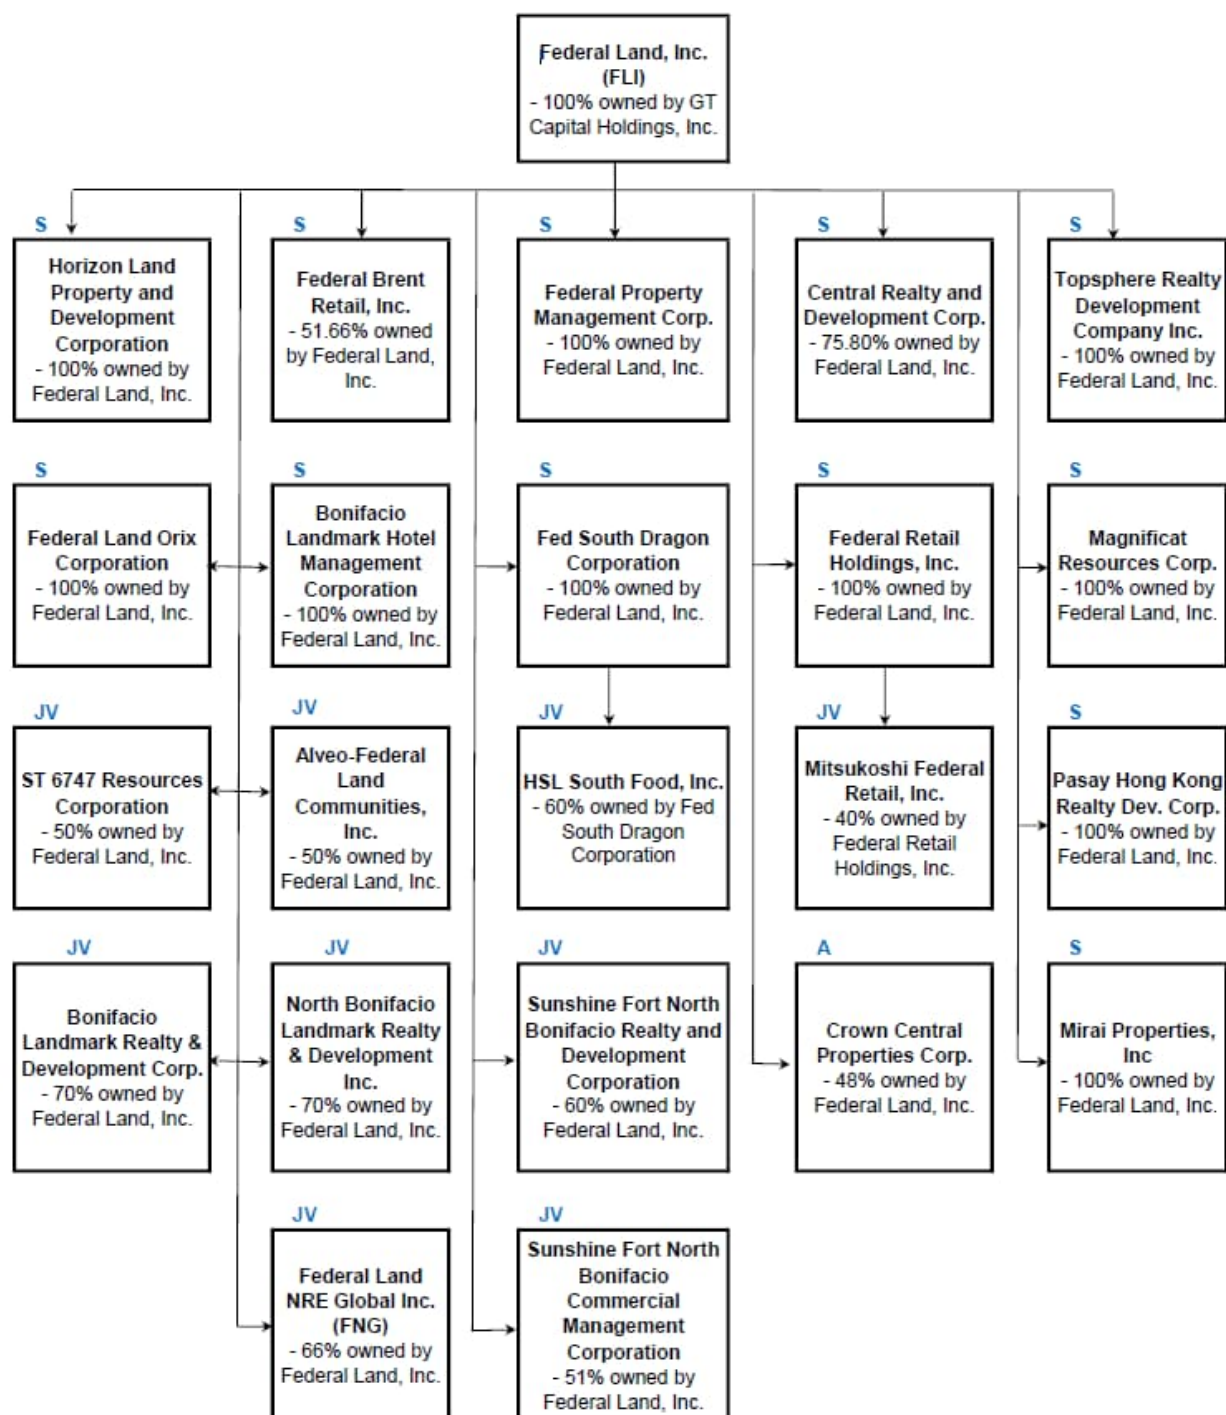 Federal Land, Inc.
(FLI)
- 100% owned by GT
Capital Holdings, Inc.
S
Horizon Land
Property and
Development
Corporation
- 100% owned by
Federal Land, Inc.
S
Federal Brent
Retail, Inc.
- 51.66% owned
by Federal Land,
Inc.
S
Federal Property
Management Corp.
- 100% owned by
Federal Land, Inc.
S
Central Realty and
Development Corp.
- 75.80% owned by
Federal Land, Inc.
S
Topsphere Realty
Development
Company Inc.
- 100% owned by
Federal Land, Inc.
S
Federal Land Orix
Corporation
- 100% owned by
Federal Land, Inc.
S
Bonifacio
Landmark Hotel
Management
Corporation
- 100% owned by
Federal Land, Inc.
S
Fed South Dragon
Corporation
- 100% owned by
Federal Land, Inc.
S
Federal Retail
Holdings, Inc.
- 100% owned by
Federal Land, Inc.
S
Magnificat
Resources Corp.
- 100% owned by
Federal Land, Inc.
JV
ST 6747 Resources
Corporation
- 50% owned by
Federal Land, Inc.
JV
Alveo-Federal
Land
Communities,
Inc.
- 50% owned by
Federal Land, Inc.
JV
HSL South Food, Inc.
- 60% owned by Fed
South Dragon
Corporation
JV
Mitsukoshi Federal
Retail, Inc.
- 40% owned by
Federal Retail
Holdings, Inc.
S
Pasay Hong Kong
Realty Dev. Corp.
- 100% owned by
Federal Land, Inc.
JV
Bonifacio
Landmark Realty &
Development Corp.
- 70% owned by
Federal Land, Inc.
JV
North Bonifacio
Landmark Realty
& Development
Inc.
- 70% owned by
Federal Land, Inc.
JV
Sunshine Fort North
Bonifacio Realty and
Development
Corporation
- 60% owned by
Federal Land, Inc.
A
Crown Central
Properties Corp.
- 48% owned by
Federal Land, Inc.
S
Mirai Properties,
Inc
- 100% owned by
Federal Land, Inc.
JV
Federal Land
NRE Global Inc.
(FNG)
- 66% owned by
Federal Land, Inc.
JV
Sunshine Fort North
Bonifacio
Commercial
Management
Corporation
- 51% owned by
Federal Land, Inc.